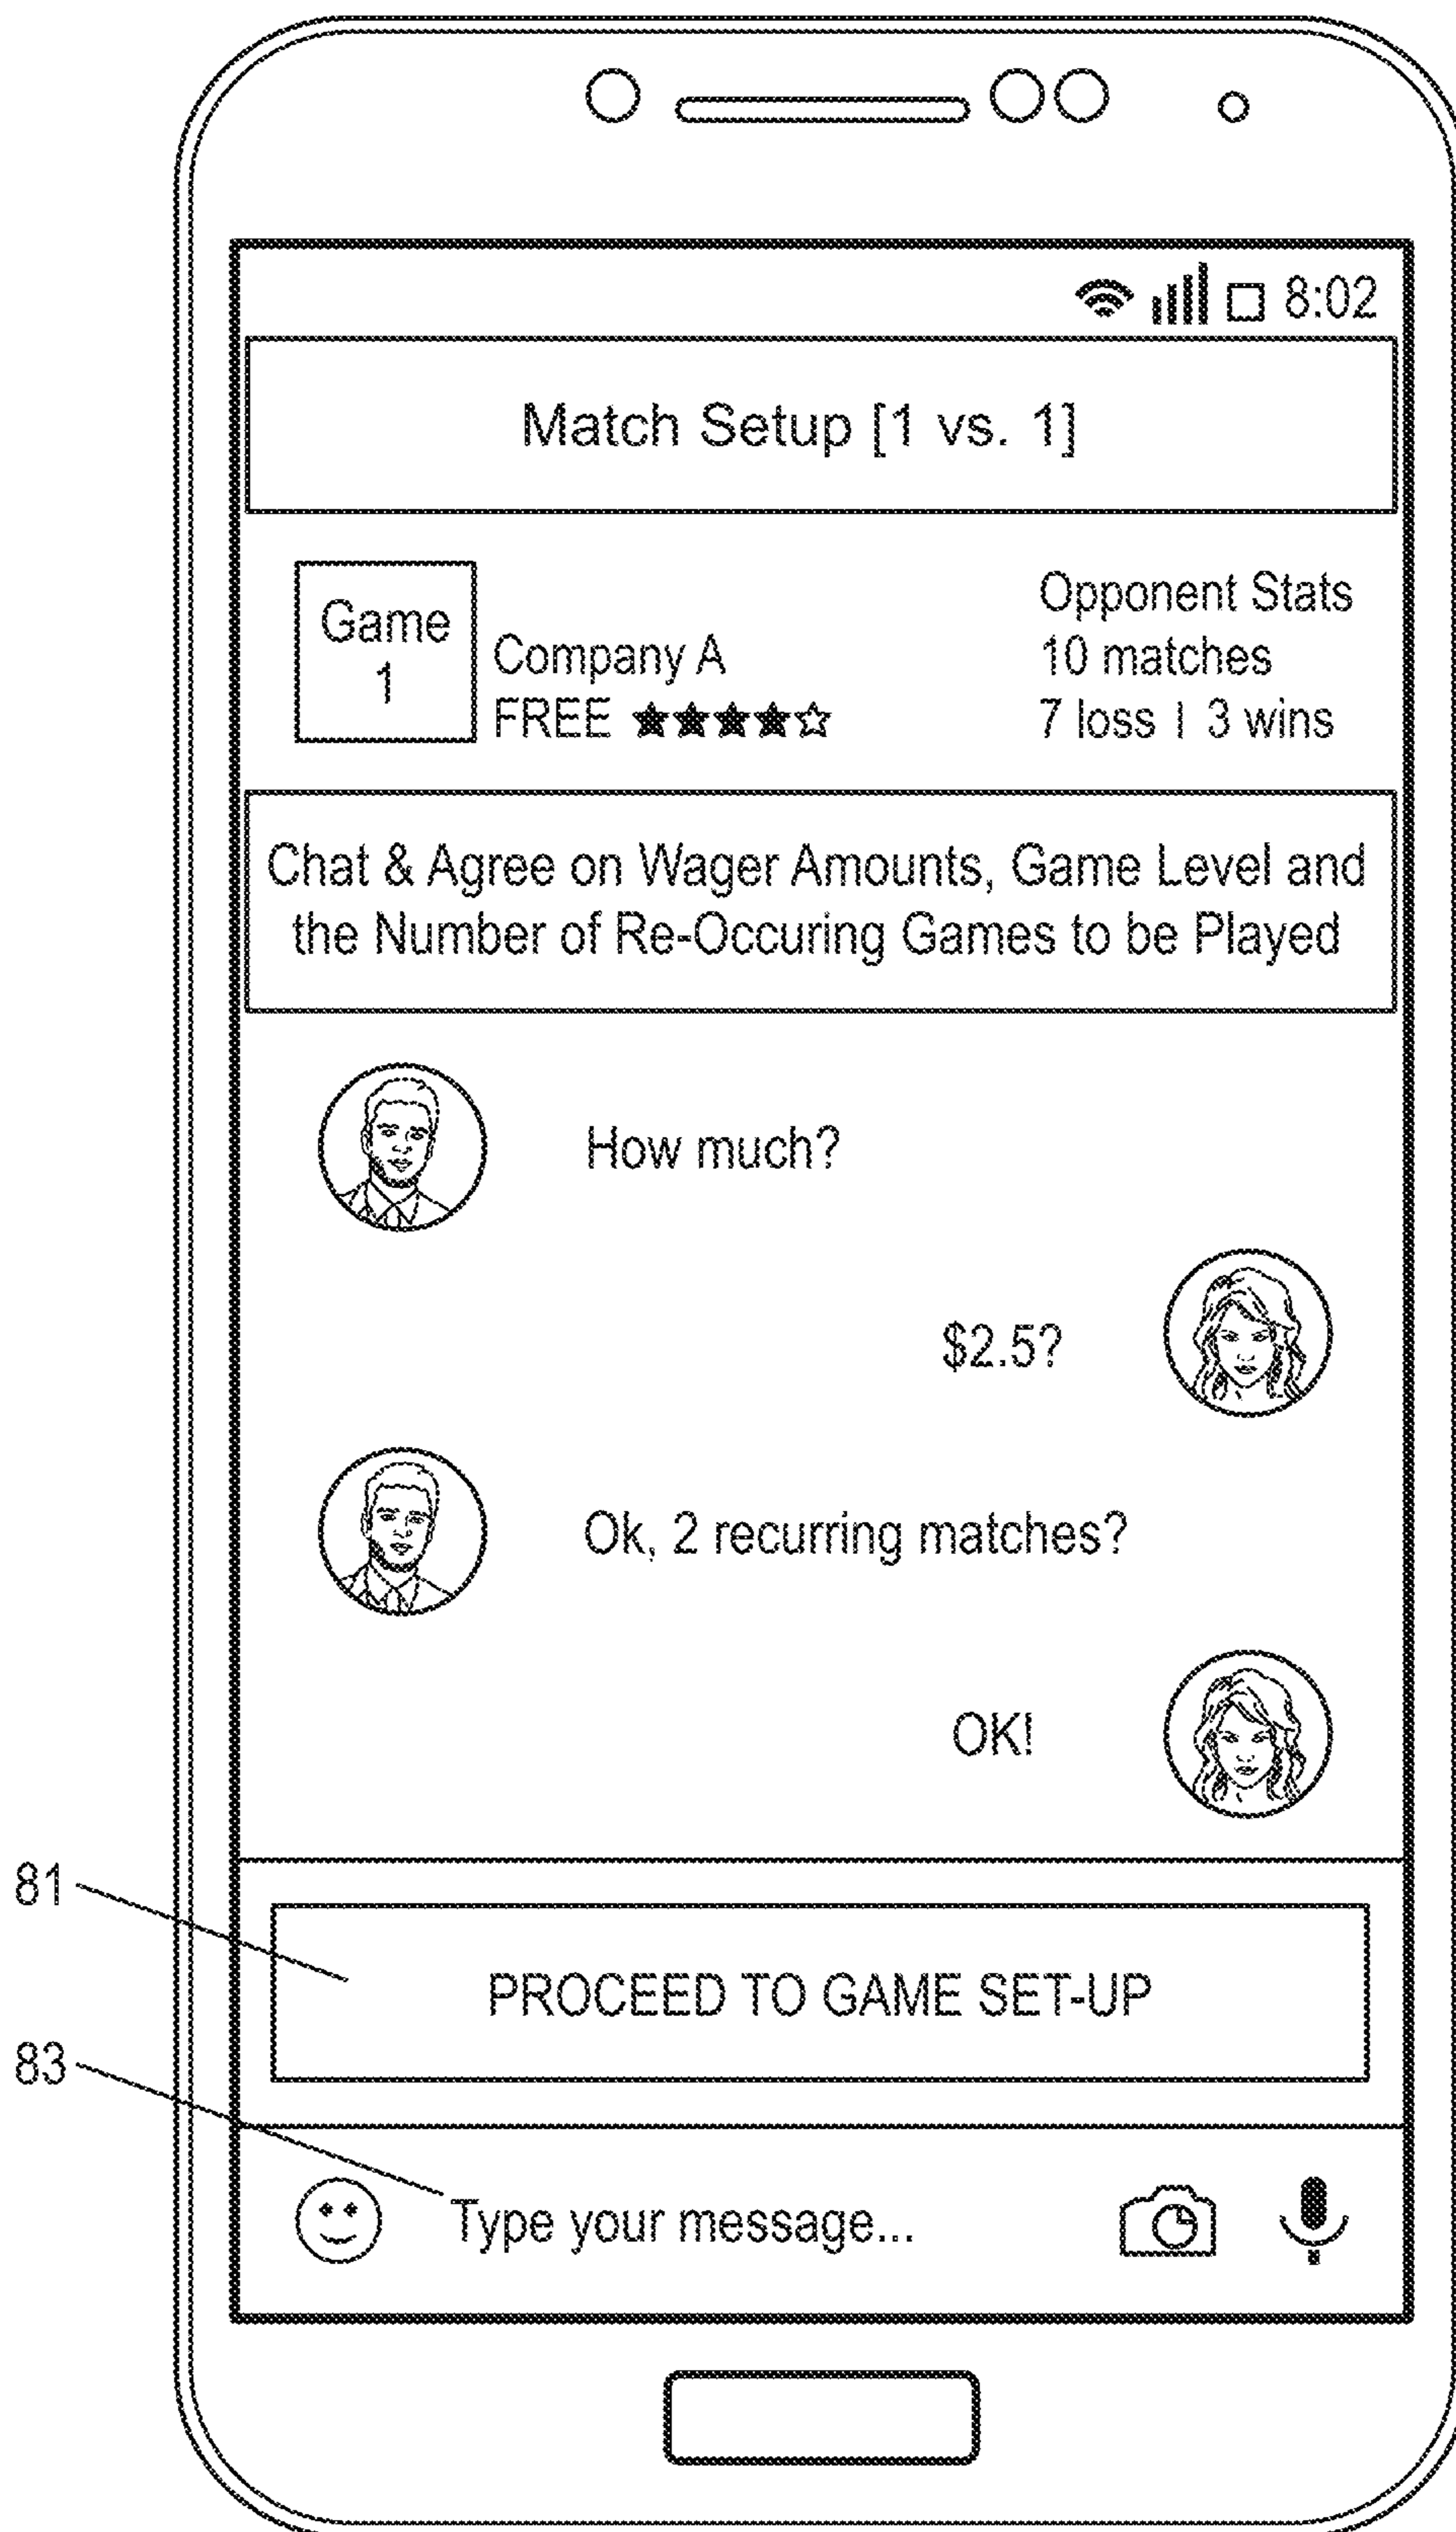 8:02
Match Setup [1 vs. 1]
Game
1
Company A
FREE
Opponent Stats
10 matches
7 loss | 3 wins
Chat & Agree on Wager Amounts, Game Level and
the Number of Re-Occuring Games to be Played
How much?
$2.5?
Ok, 2 recurring matches?
OK!
81
PROCEED TO GAME SET-UP
83
Type your message...